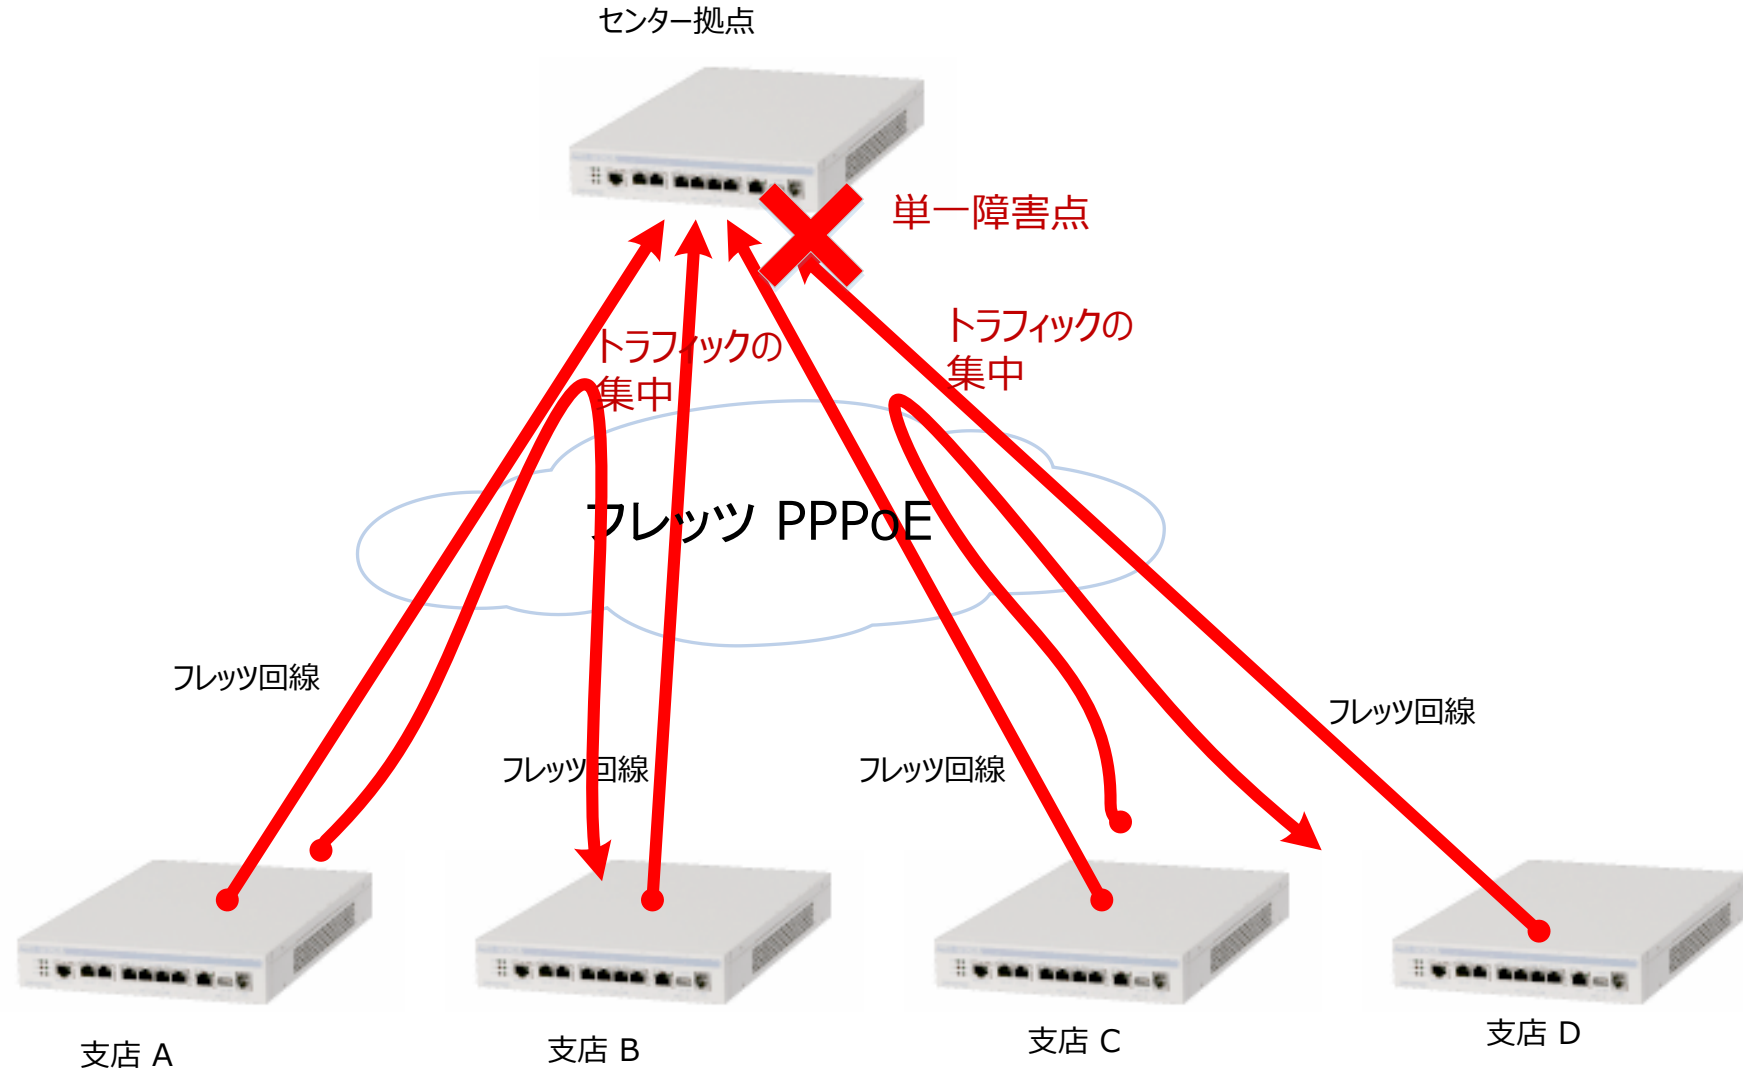 センター拠点
単一障害点
トラフィックの
集中
トラフィックの
集中
フレッツ PPPoE
フレッツ回線
フレッツ回線
フレッツ回線
フレッツ回線
支店 A
支店 B
支店 C
支店 D